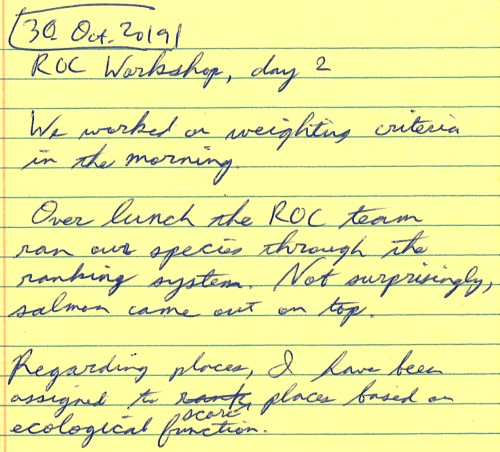 30 Oct. 2019
ROC Workshop, day 2
We worked on weighting criteria
in the morning.
Over lunch the ROC team
ran our species through the
ranking system. Not surprisingly,
salmon came out on top.
Regarding places, I have been
assigned to rank score places based on
ecological function.